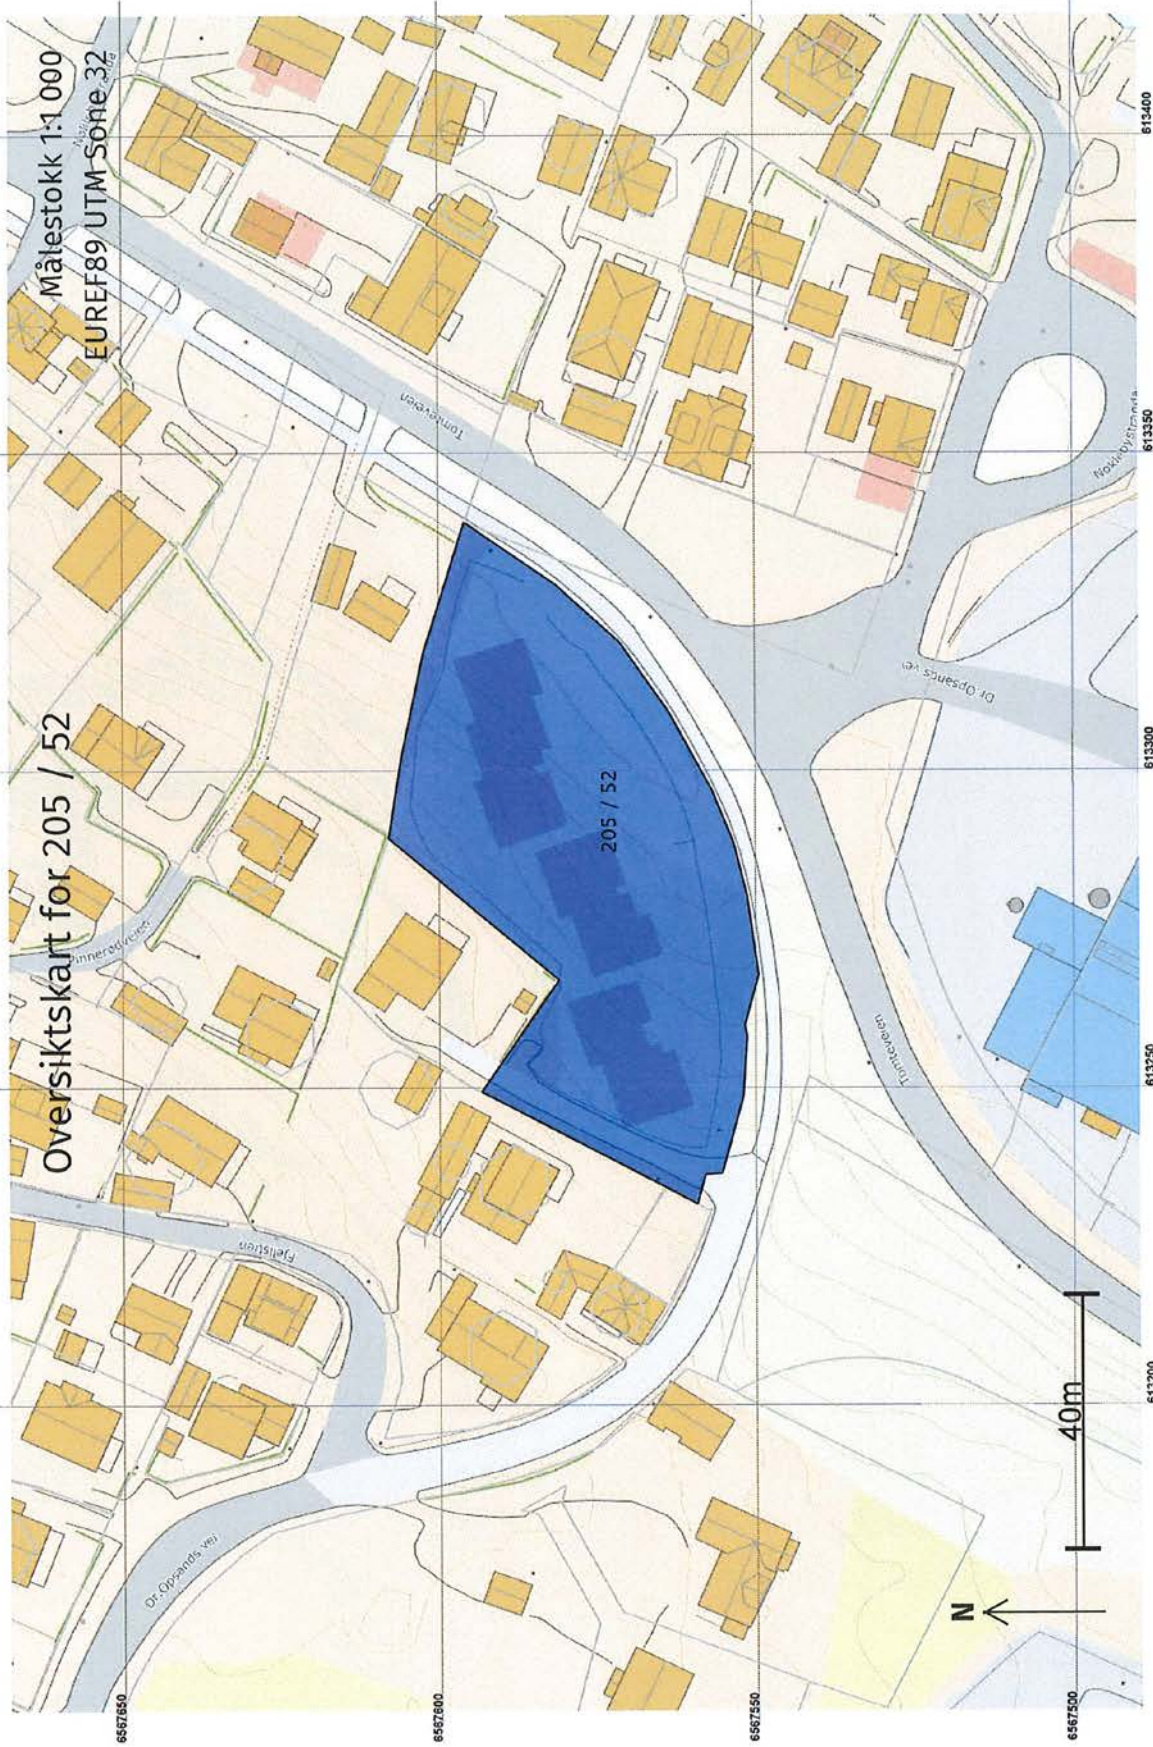 Oversiktskart for 205 / 52
Målestokk 1:1 000
EUREF89 UTM Sone 32
Dr.Opsands vei
Fjellstien
Tomteveien
205 / 52
Tomteveien
Dr.Opsands vei
Nøklebystranda
40m
N
6567650
6567600
6567550
6567500
613200
613250
613300
613350
613400